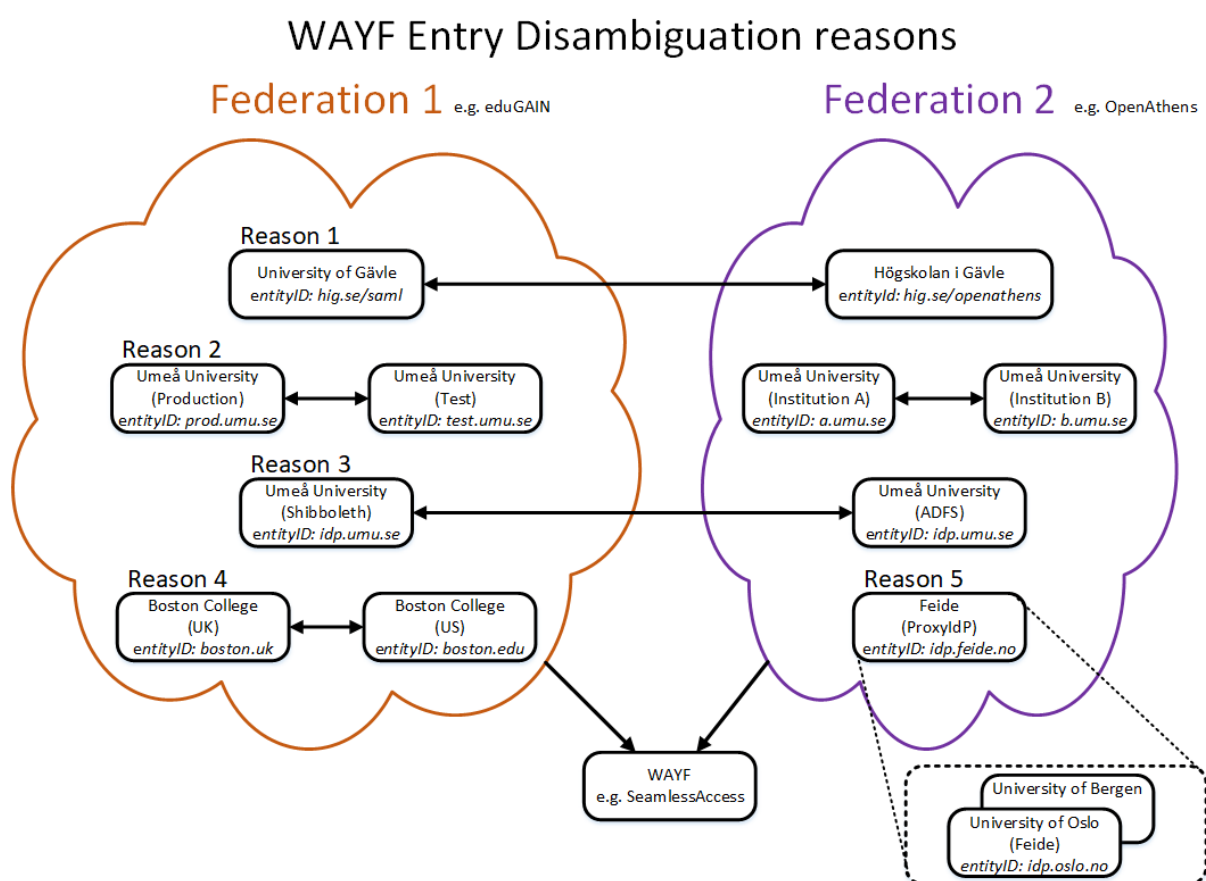 WAYF Entry Disambiguation reasons
Federation 1 e.g. eduGAIN
Federation 2 e.g. OpenAthens
Reason 1
University of Gävle
entityID: hig.se/saml
Högskolan i Gävle
entityId: hig.se/openathens
Reason 2
Umeå University
(Production)
entityID: prod.umu.se
Umeå University
(Test)
entityID: test.umu.se
Umeå University
(Institution A)
entityID: a.umu.se
Umeå University
(Institution B)
entityID: b.umu.se
Reason 3
Umeå University
(Shibboleth)
entityID: idp.umu.se
Umeå University
(ADFS)
entityID: idp.umu.se
Reason 4
Boston College
(UK)
entityID: boston.uk
Boston College
(US)
entityID: boston.edu
Reason 5
Feide
(ProxyIdP)
entityID: idp.feide.no
WAYF
e.g. SeamlessAccess
University of Bergen
University of Oslo
(Feide)
entityID: idp.oslo.no